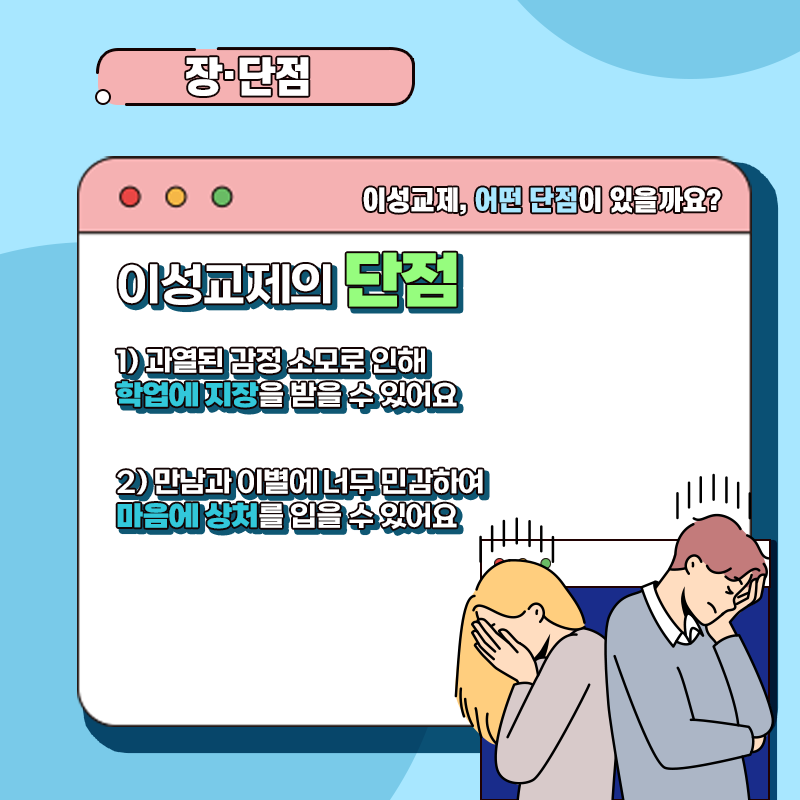 장·단점
이성교제, 어떤 단점이 있을까요?
이성교제의 단점
1) 과열된 감정 소모로 인해
학업에 지장을 받을 수 있어요
2) 만남과 이별에 너무 민감하여
마음에 상처를 입을 수 있어요